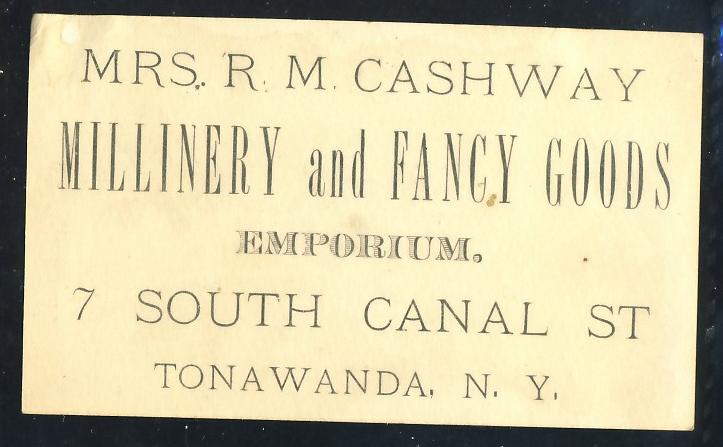 MRS. R. M. CASHWAY
MILLINERY and FANCY GOODS
EMPORIUM.
7 SOUTH CANAL ST
TONAWANDA, N. Y.